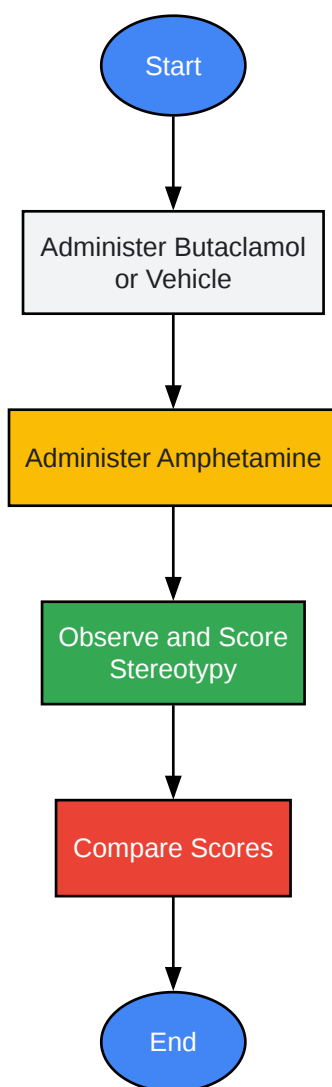 Start
Administer Butaclamol
or Vehicle
Administer Amphetamine
Observe and Score
Stereotypy
Compare Scores
End